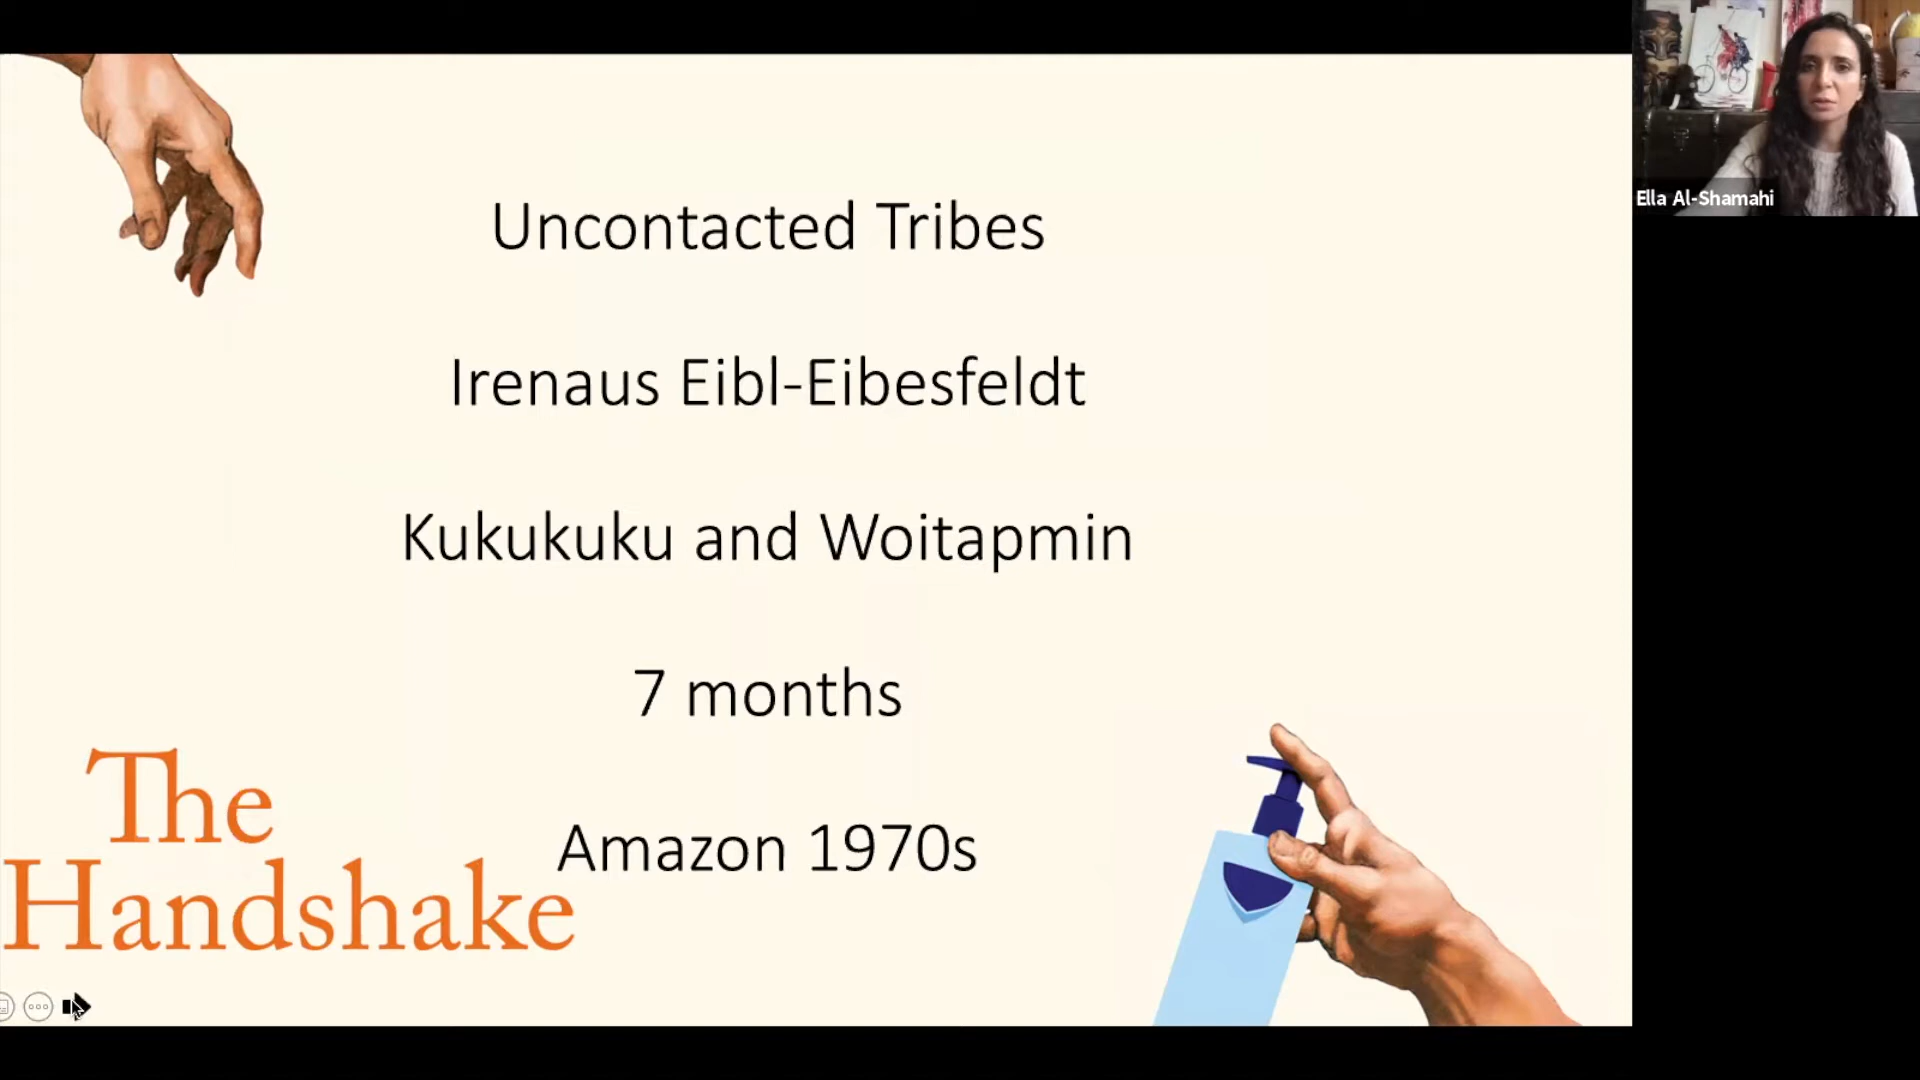 Uncontacted Tribes
Irenaus Eibl-Eibesfeldt
Kukukuku and Woitapmin
7 months
Amazon 1970s
The
Handshake
Ella Al-Shamahi